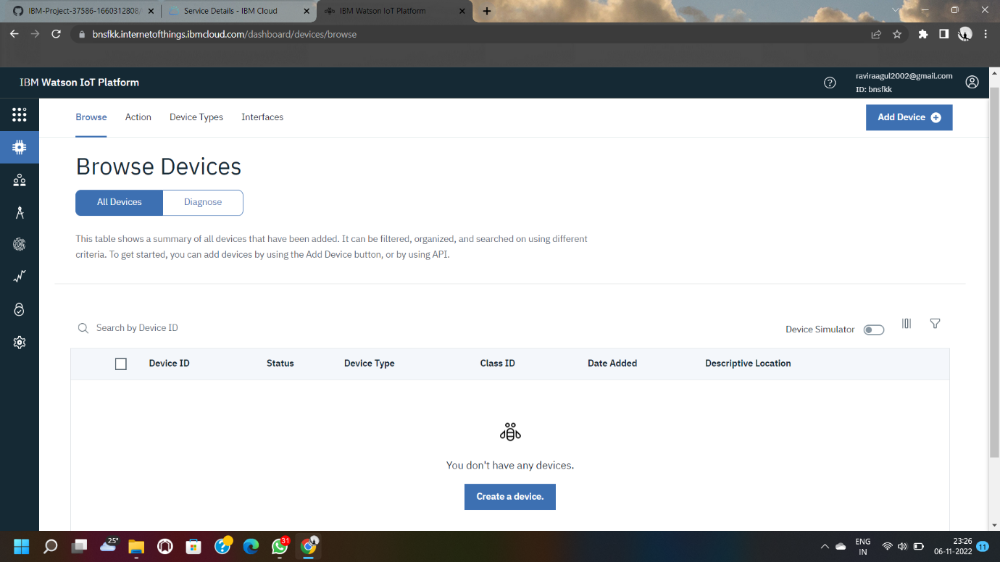 IBM-Project-37586-1660312808/
Service Details - IBM Cloud
IBM Watson IoT Platform
bnsfkk.internetofthings.ibmcloud.com/dashboard/devices/browse
IBM Watson IoT Platform
raviraagul2002@gmail.com
ID: bnsfkk
Browse
Action
Device Types
Interfaces
Add Device
Browse Devices
All Devices
Diagnose
This table shows a summary of all devices that have been added. It can be filtered, organized, and searched on using different
criteria. To get started, you can add devices by using the Add Device button, or by using API.
Search by Device ID
Device Simulator
Device ID
Status
Device Type
Class ID
Date Added
Descriptive Location
You don't have any devices.
Create a device.
25°
31
ENG
IN
23:26
06-11-2022
11